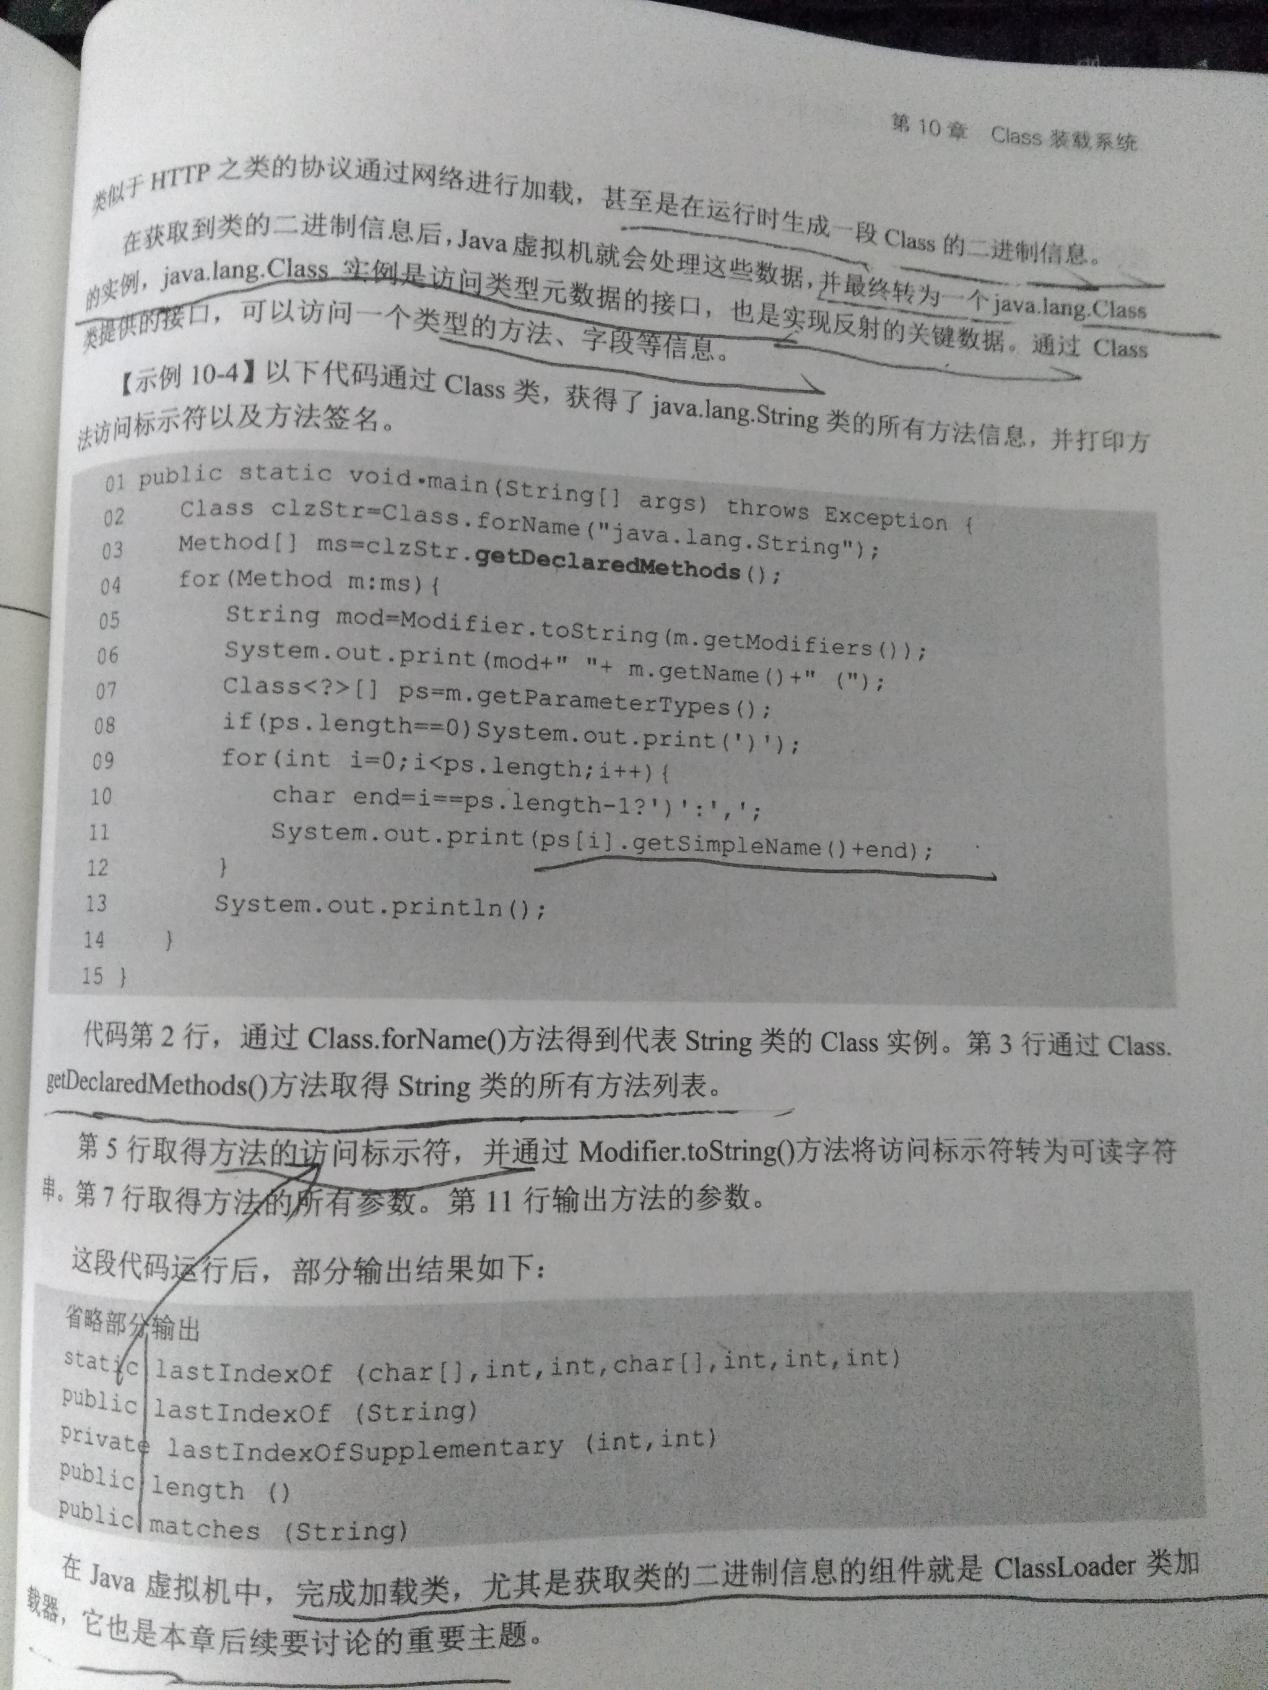 第 10 章 Class 装载系统
类似于 HTTP 之类的协议通过网络进行加载，甚至是在运行时生成一段 Class 的二进制信息。
在获取到类的二进制信息后，Java 虚拟机就会处理这些数据，并最终转为一个 java.lang.Class
的实例，java.lang.Class 实例是访问类型元数据的接口，也是实现反射的关键数据。通过 Class
类提供的接口，可以访问一个类型的方法、字段等信息。
【示例 10-4】以下代码通过 Class 类，获得了 java.lang.String 类的所有方法信息，并打印方
法访问标示符以及方法签名。
01 public static void main(String[] args) throws Exception {
02 Class clzStr=Class.forName("java.lang.String");
03 Method[] ms=clzStr.getDeclaredMethods();
04 for(Method m:ms){
05 String mod=Modifier.toString(m.getModifiers());
06 System.out.print(mod+" "+ m.getName()+" (");
07 Class<?>[] ps=m.getParameterTypes();
08 if(ps.length==0)System.out.print(')');
09 for(int i=0;i<ps.length;i++){
10 char end=i==ps.length-1?')':',';
11 System.out.print(ps[i].getSimpleName()+end);
12 }
13 System.out.println();
14 }
15 }
代码第 2 行，通过 Class.forName()方法得到代表 String 类的 Class 实例。第 3 行通过 Class.
getDeclaredMethods()方法取得 String 类的所有方法列表。
第 5 行取得方法的访问标示符，并通过 Modifier.toString()方法将访问标示符转为可读字符
串。第 7 行取得方法的所有参数。第 11 行输出方法的参数。
这段代码运行后，部分输出结果如下：
省略部分输出
static lastIndexOf (char[],int,int,char[],int,int,int)
public lastIndexOf (String)
private lastIndexOfSupplementary (int,int)
public length ()
public matches (String)
在 Java 虚拟机中，完成加载类，尤其是获取类的二进制信息的组件就是 ClassLoader 类加
载器，它也是本章后续要讨论的重要主题。